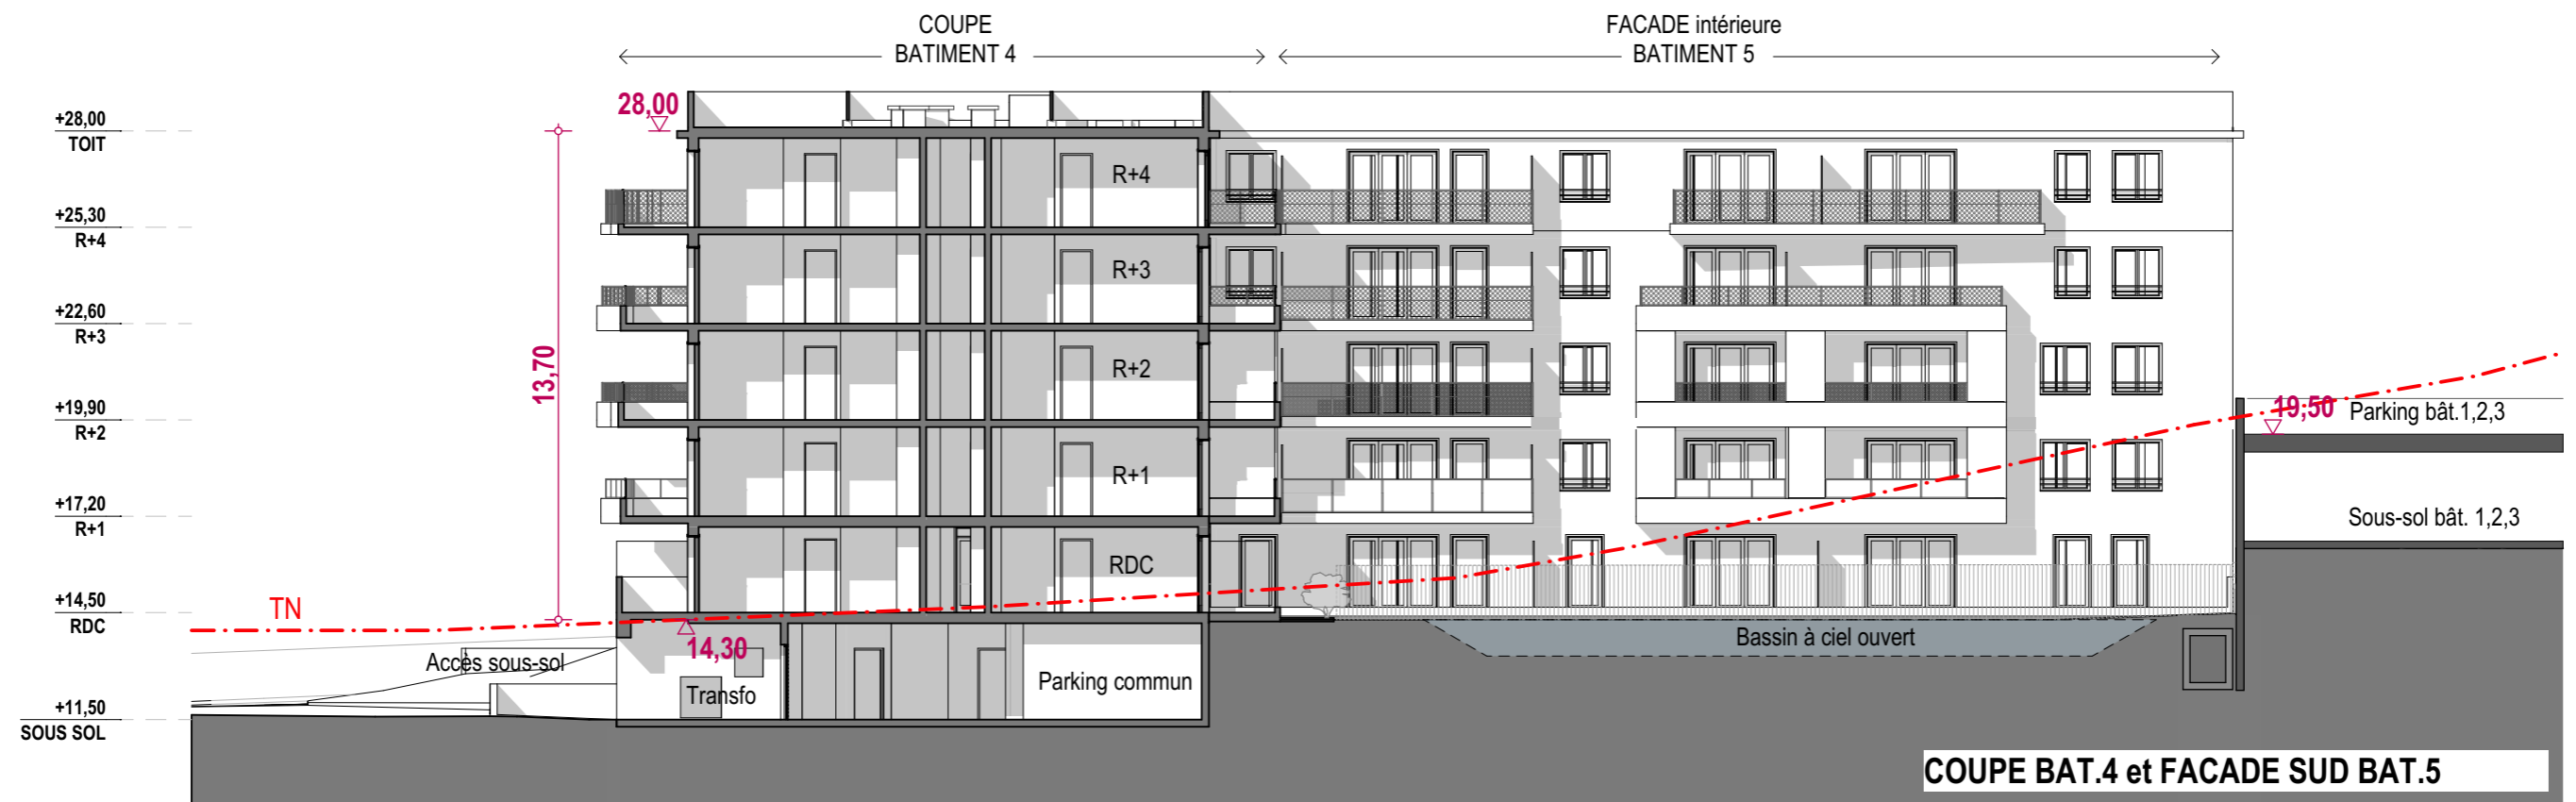 COUPE
BATIMENT 4
FACADE intérieure
BATIMENT 5
+28,00
TOIT
28,00
R+4
+25,30
R+4
R+3
+22,60
R+3
13,70
R+2
+19,90
R+2
19,50
Parking bât.1,2,3
R+1
+17,20
R+1
Sous-sol bât. 1,2,3
RDC
+14,50
RDC
TN
14,30
Bassin à ciel ouvert
Accès sous-sol
Transfo
Parking commun
+11,50
SOUS SOL
COUPE BAT.4 et FACADE SUD BAT.5